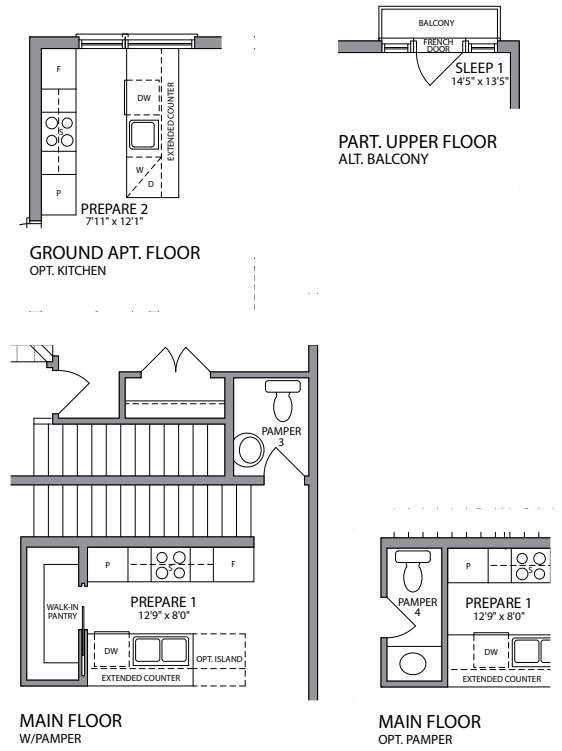 F
DW
S
EXTENDED COUNTER
W
D
P
PREPARE 2
7'11" x 12'1"
GROUND APT. FLOOR
OPT. KITCHEN
BALCONY
FRENCH
DOOR
SLEEP 1
14'5" x 13'5"
PART. UPPER FLOOR
ALT. BALCONY
PAMPER
3
P
S
F
WALK-IN
PANTRY
PREPARE 1
12'9" x 8'0"
DW
OPT. ISLAND
EXTENDED COUNTER
MAIN FLOOR
W/PAMPER
P
S
PAMPER
4
PREPARE 1
12'9" x 8'0"
DW
EXTENDED COUNTER
MAIN FLOOR
OPT. PAMPER